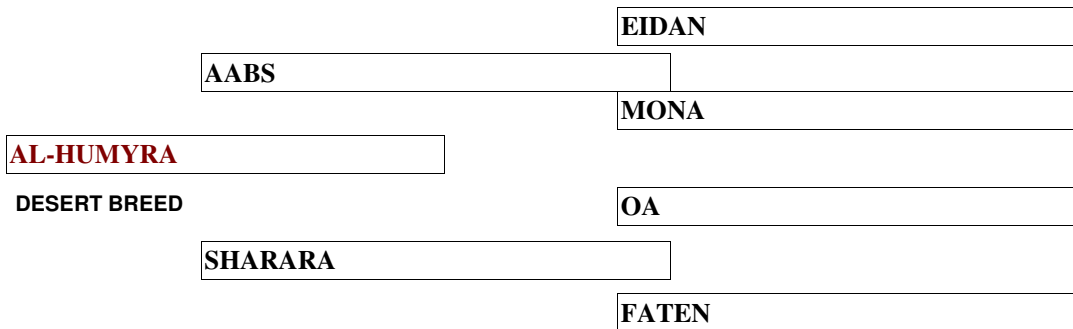 EIDAN
AABS
MONA
AL-HUMYRA
DESERT BREED
OA
SHARARA
FATEN